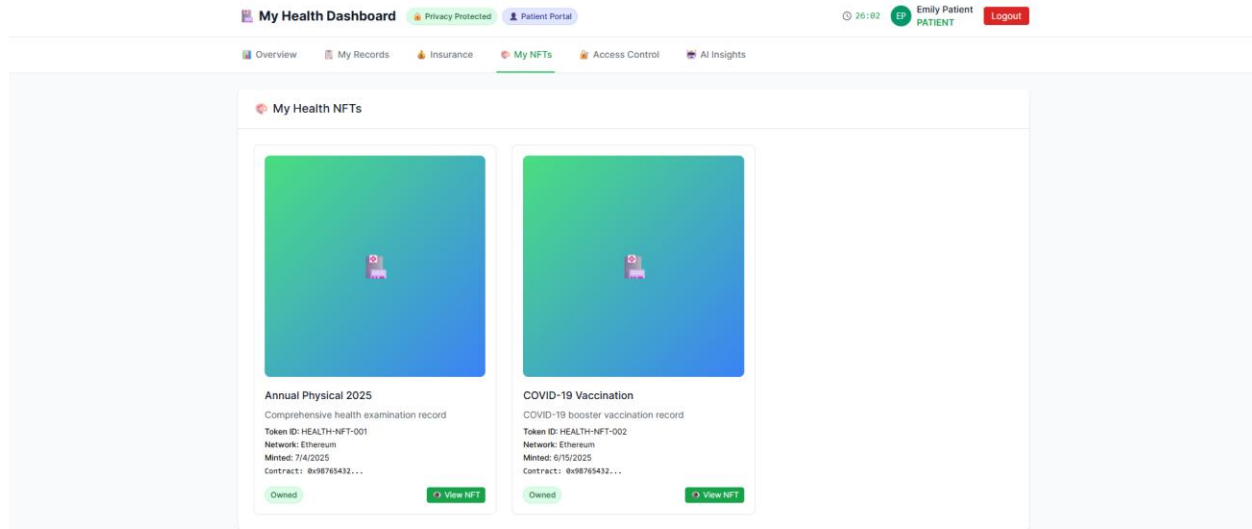 My Health Dashboard Privacy Protected Patient Portal 26:02 EP Emily Patient Logout
PATIENT
Overview My Records Insurance My NFTs Access Control AI Insights
My Health NFTs
Annual Physical 2025
Comprehensive health examination record
Token ID: HEALTH-NFT-001
Network: Ethereum
Minted: 7/4/2025
Contract: 0x98765432...
Owned View NFT
COVID-19 Vaccination
COVID-19 booster vaccination record
Token ID: HEALTH-NFT-002
Network: Ethereum
Minted: 6/15/2025
Contract: 0x98765432...
Owned View NFT